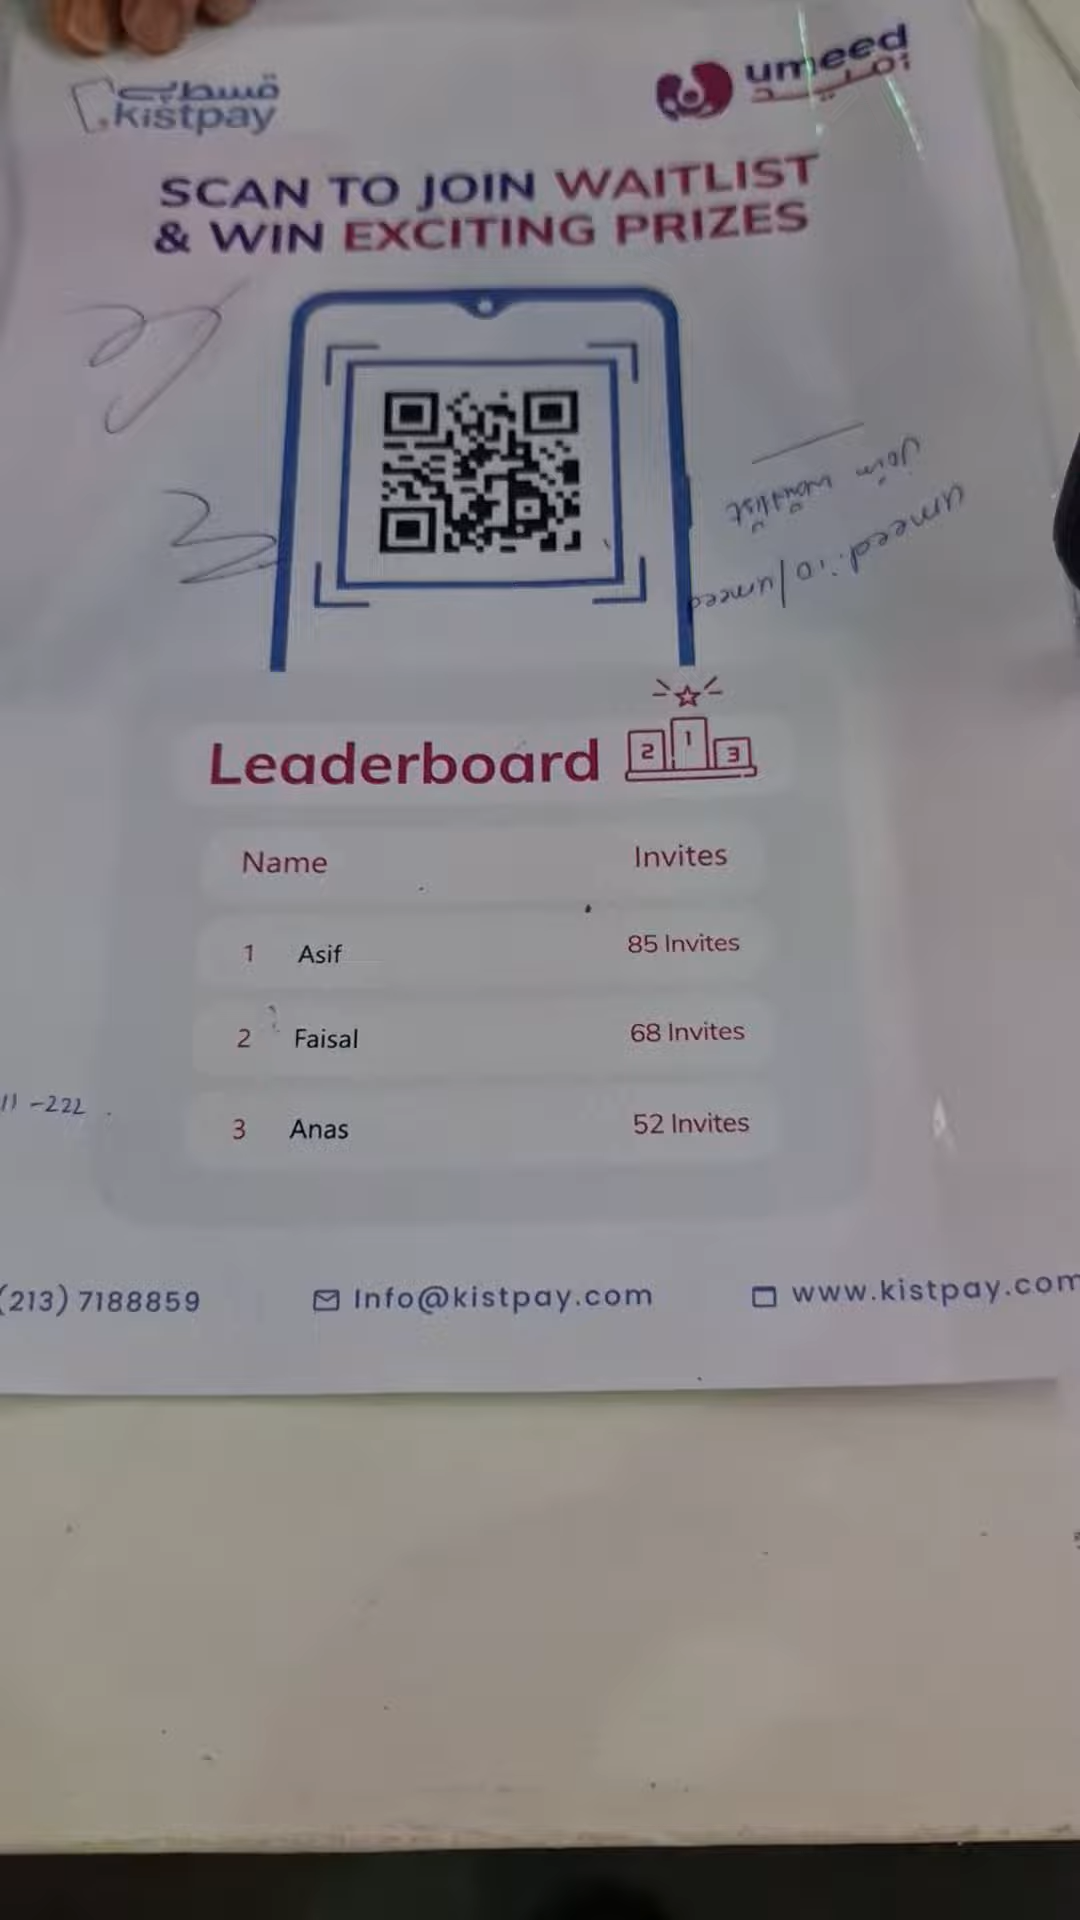 قسطپے
kistpay
umeed
امید
SCAN TO JOIN WAITLIST
& WIN EXCITING PRIZES
Join waitlist
umeed.io/umeed
Leaderboard
2 1 3
Name Invites
1 Asif 85 Invites
2 Faisal 68 Invites
3 Anas 52 Invites
11 -222
(213) 7188859 Info@kistpay.com www.kistpay.com